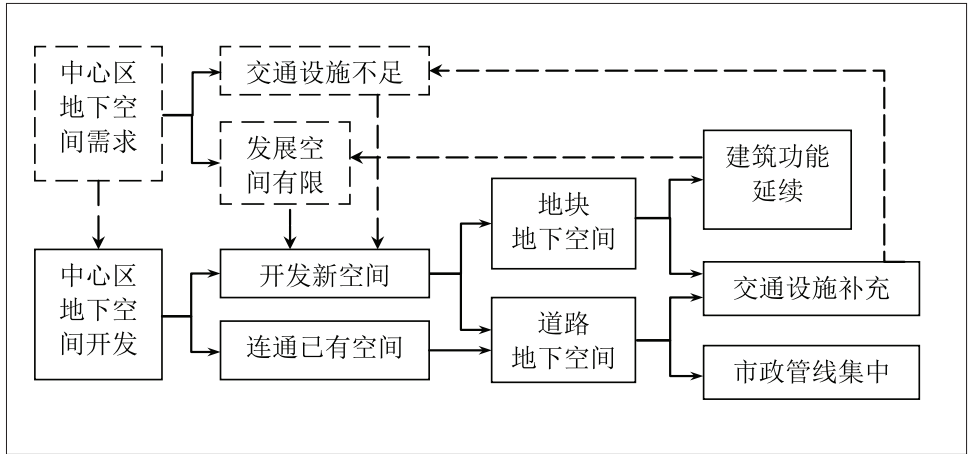 中心区
地下空
间需求
交通设施不足
发展空
间有限
建筑功能
延续
地块
地下空间
中心区
地下空
间开发
开发新空间
交通设施补充
道路
地下空间
连通已有空间
市政管线集中